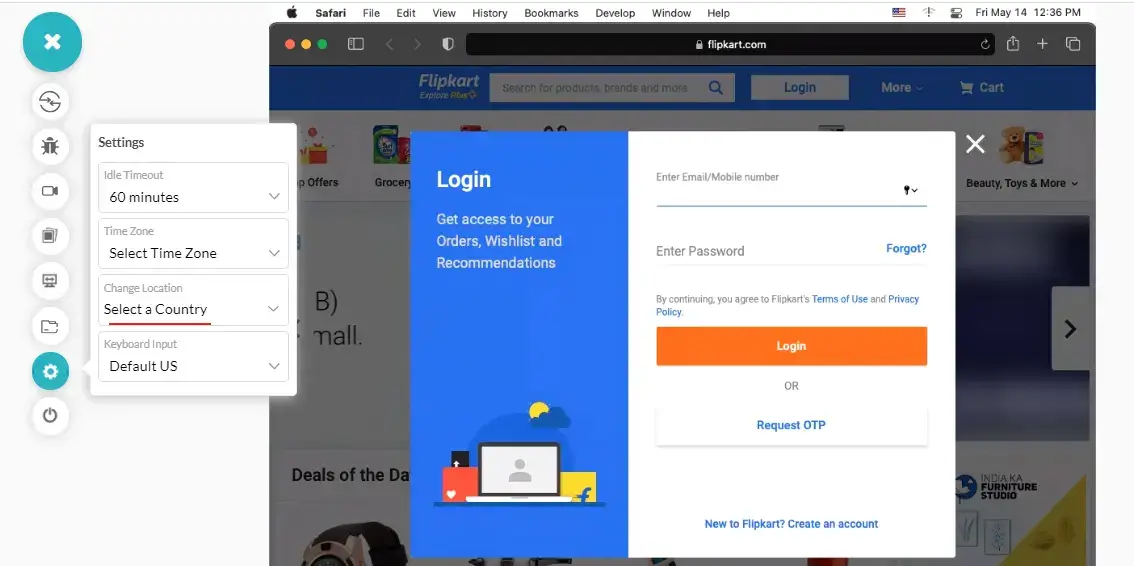 Safari File Edit View History Bookmarks Develop Window Help Fri May 14 12:36 PM
flipkart.com
Flipkart
Explore Plus
Search for products, brands and more
Login
More
Cart
Settings
Idle Timeout
60 minutes
Time Zone
Select Time Zone
Change Location
Select a Country
Keyboard Input
Default US
Offers
Grocery
Beauty, Toys & More
B)
mall.
Deals of the Da
Login
Get access to your
Orders, Wishlist and
Recommendations
Enter Email/Mobile number
Enter Password
Forgot?
By continuing, you agree to Flipkart's Terms of Use and Privacy
Policy.
Login
OR
Request OTP
New to Flipkart? Create an account
INDIA KA
FURNITURE
STUDIO